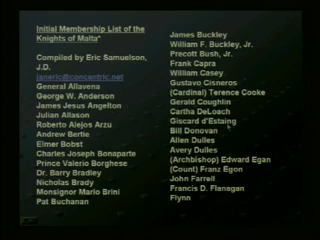 Initial Membership List of the
Knights of Malta*
Compiled by Eric Samuelson,
J.D.
janeric@concentric.net
General Allavena
George W. Anderson
James Jesus Angelton
Julian Allason
Roberto Alejos Arzu
Andrew Bertie
Elmer Bobst
Charles Joseph Bonaparte
Prince Valerio Borghese
Dr. Barry Bradley
Nicholas Brady
Monsignor Mario Brini
Pat Buchanan
James Buckley
William F. Buckley, Jr.
Precott Bush, Jr.
Frank Capra
William Casey
Gustavo Cisneros
(Cardinal) Terence Cooke
Gerald Coughlin
Cartha DeLoach
Giscard d'Estaing
Bill Donovan
Allen Dulles
Avery Dulles
(Archbishop) Edward Egan
(Count) Franz Egon
John Farrell
Francis D. Flanagan
Flynn